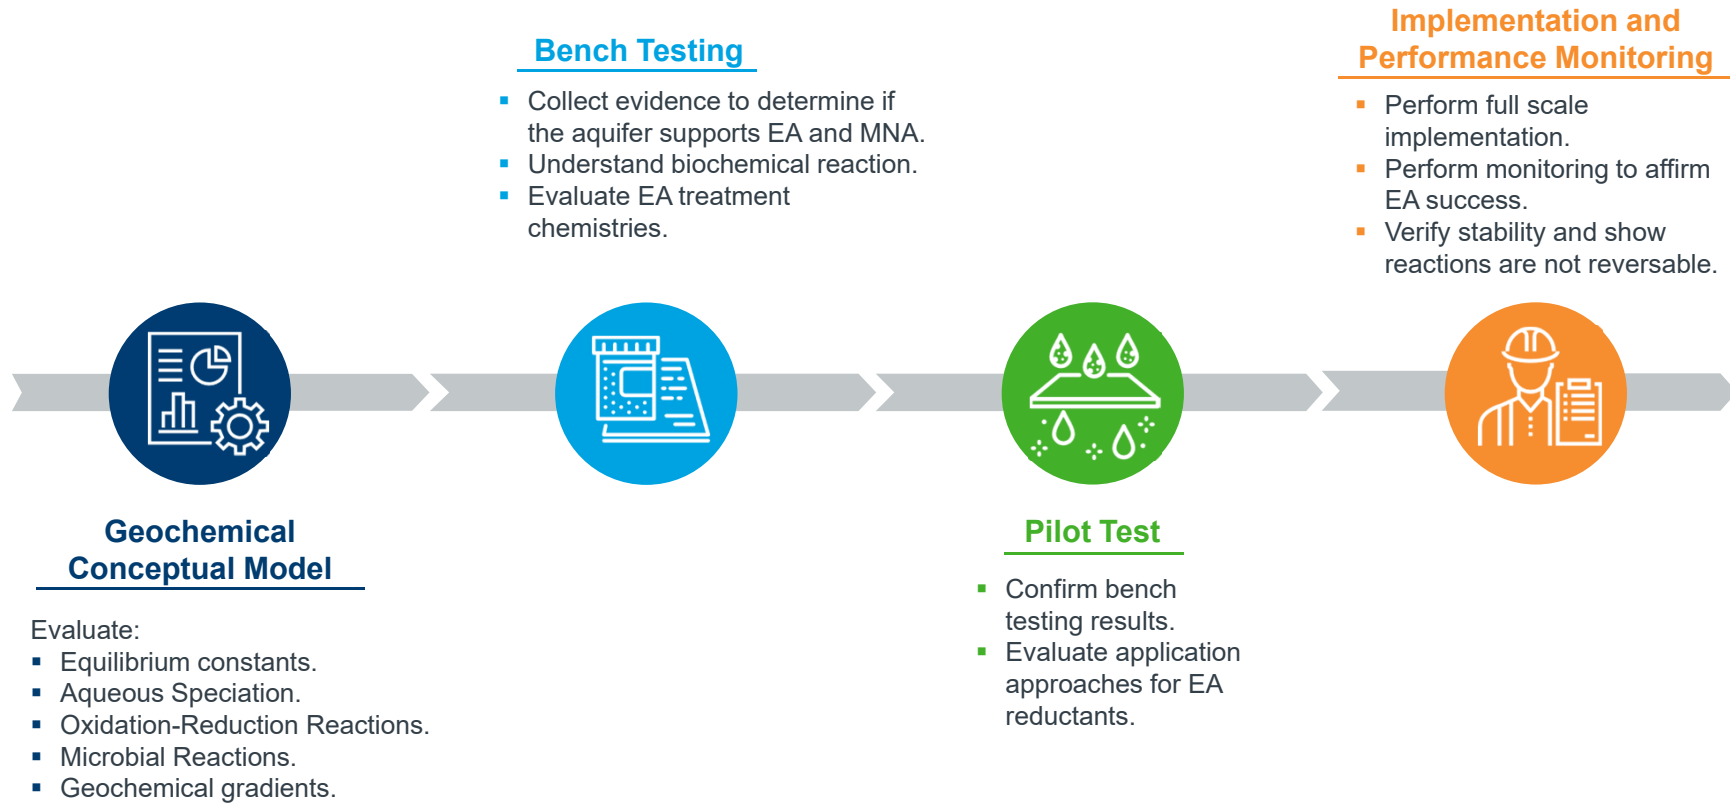 Geochemical
Conceptual Model
Evaluate:
▪ Equilibrium constants.
▪ Aqueous Speciation.
▪ Oxidation-Reduction Reactions.
▪ Microbial Reactions.
▪ Geochemical gradients.
Bench Testing
▪ Collect evidence to determine if
the aquifer supports EA and MNA.
▪ Understand biochemical reaction.
▪ Evaluate EA treatment
chemistries.
Pilot Test
▪ Confirm bench
testing results.
▪ Evaluate application
approaches for EA
reductants.
Implementation and
Performance Monitoring
▪ Perform full scale
implementation.
▪ Perform monitoring to affirm
EA success.
▪ Verify stability and show
reactions are not reversable.